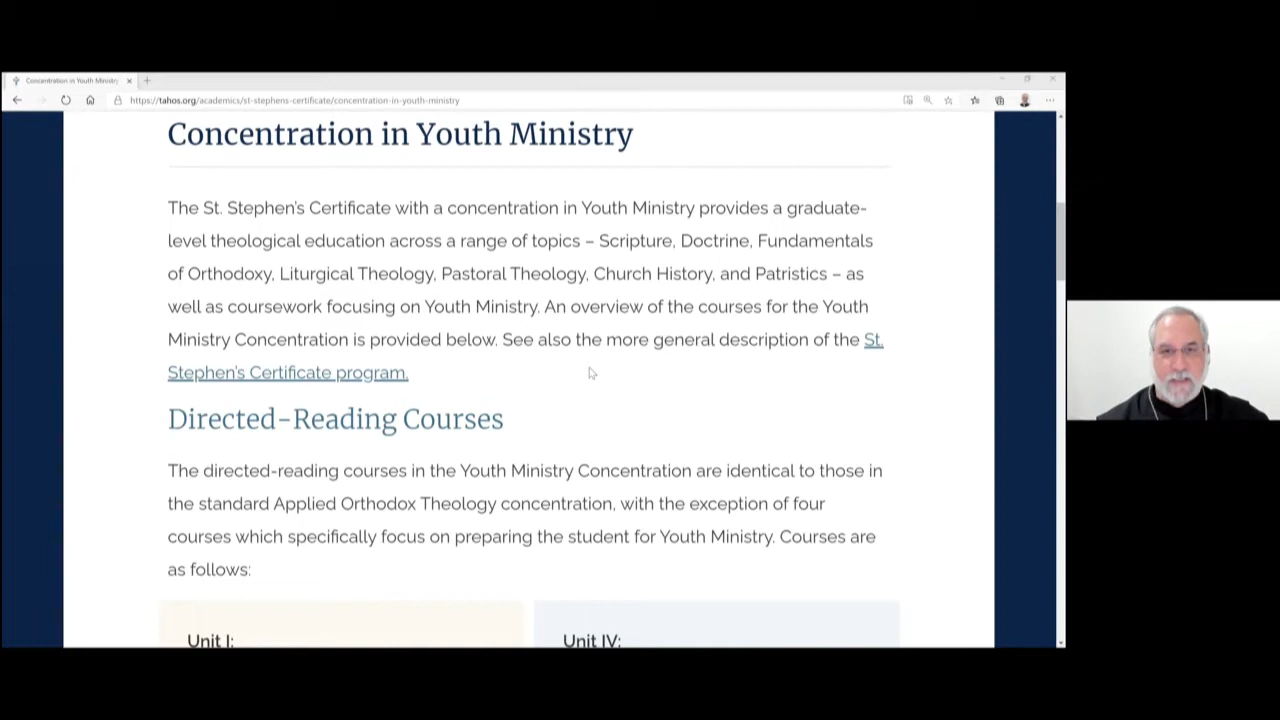 Concentration in Youth Ministry
https://tahos.org/academics/st-stephens-certificate/concentration-in-youth-ministry
Concentration in Youth Ministry
The St. Stephen’s Certificate with a concentration in Youth Ministry provides a graduate-
level theological education across a range of topics – Scripture, Doctrine, Fundamentals
of Orthodoxy, Liturgical Theology, Pastoral Theology, Church History, and Patristics – as
well as coursework focusing on Youth Ministry. An overview of the courses for the Youth
Ministry Concentration is provided below. See also the more general description of the St.
Stephen’s Certificate program.
Directed-Reading Courses
The directed-reading courses in the Youth Ministry Concentration are identical to those in
the standard Applied Orthodox Theology concentration, with the exception of four
courses which specifically focus on preparing the student for Youth Ministry. Courses are
as follows:
Unit I:
Unit IV: